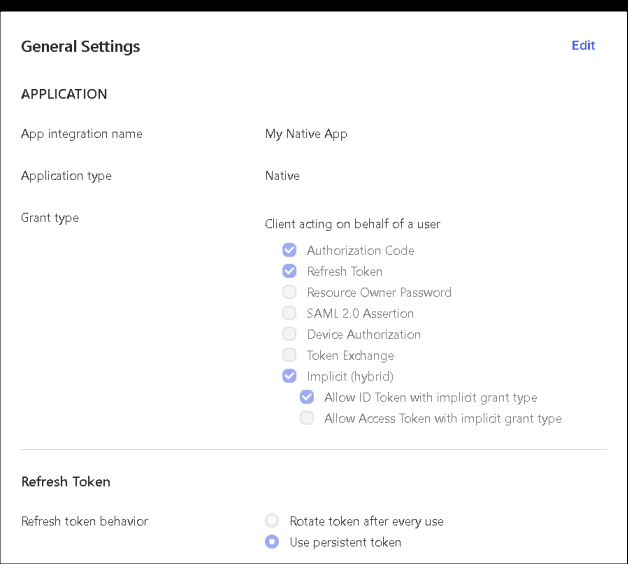 General Settings
Edit
APPLICATION
App integration name
My Native App
Application type
Native
Grant type
Client acting on behalf of a user
Authorization Code
Refresh Token
Resource Owner Password
SAML 2.0 Assertion
Device Authorization
Token Exchange
Implicit (hybrid)
Allow ID Token with implicit grant type
Allow Access Token with implicit grant type
Refresh Token
Refresh token behavior
Rotate token after every use
Use persistent token